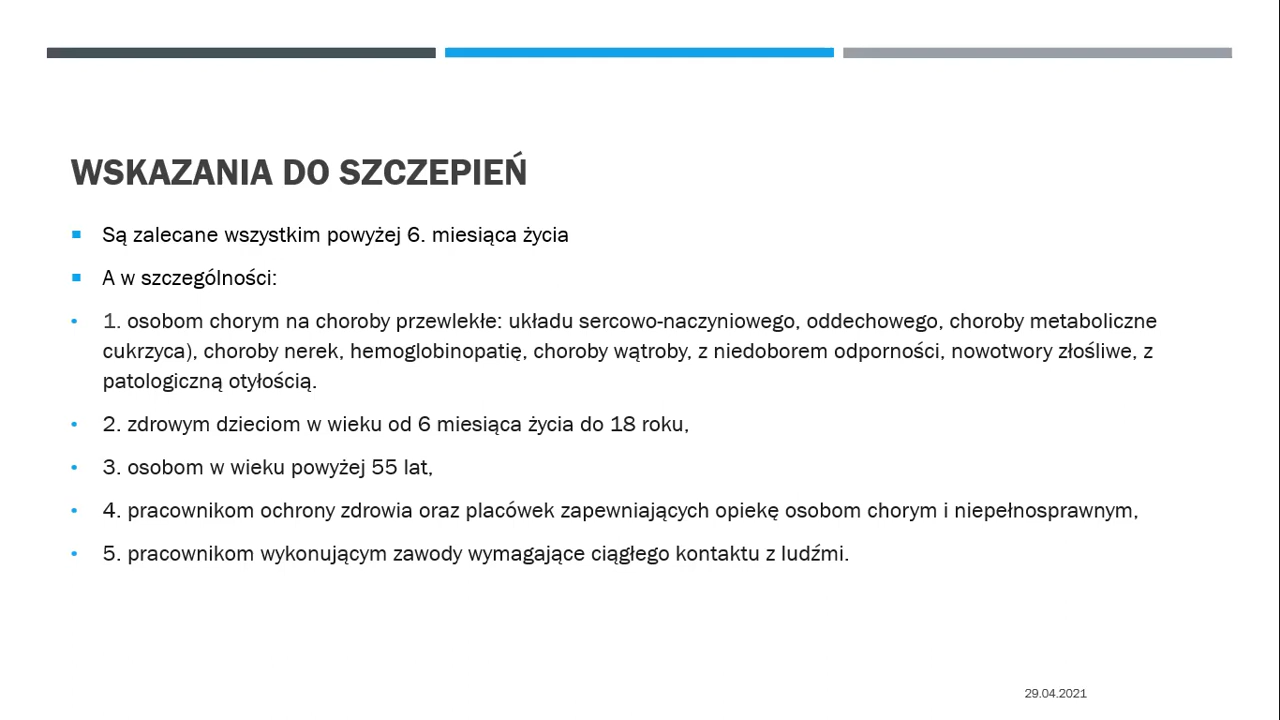 WSKAZANIA DO SZCZEPIEŃ
Są zalecane wszystkim powyżej 6. miesiąca życia
A w szczególności:
1. osobom chorym na choroby przewlekłe: układu sercowo-naczyniowego, oddechowego, choroby metaboliczne
cukrzyca), choroby nerek, hemoglobinopatię, choroby wątroby, z niedoborem odporności, nowotwory złośliwe, z
patologiczną otyłością.
2. zdrowym dzieciom w wieku od 6 miesiąca życia do 18 roku,
3. osobom w wieku powyżej 55 lat,
4. pracownikom ochrony zdrowia oraz placówek zapewniających opiekę osobom chorym i niepełnosprawnym,
5. pracownikom wykonującym zawody wymagające ciągłego kontaktu z ludźmi.
29.04.2021